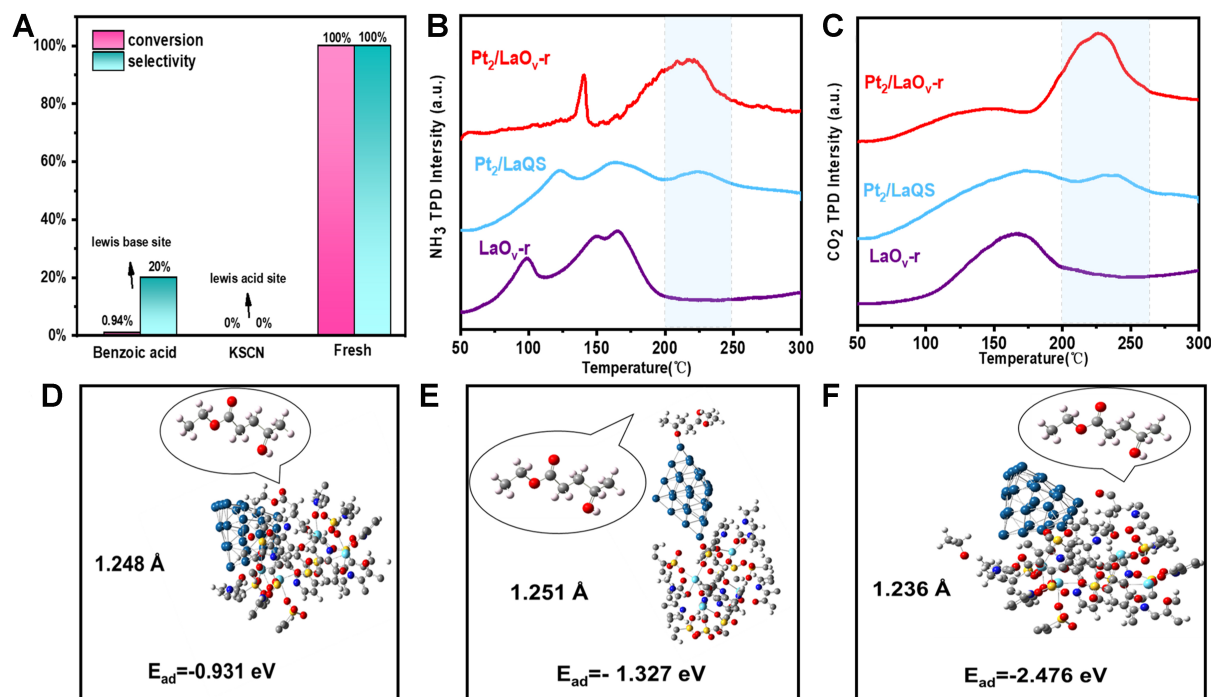 A
100%
80%
60%
40%
20%
0%
conversion
selectivity
100%
100%
lewis base site
20%
0.94%
lewis acid site
0%
0%
Benzoic acid
KSCN
Fresh
B
NH3 TPD Intersity (a.u.)
Pt2/LaOv-r
Pt2/LaQS
LaOv-r
50
100
150
200
250
300
Temperature(℃)
C
CO2 TPD Intersity (a.u.)
Pt2/LaOv-r
Pt2/LaQS
LaOv-r
50
100
150
200
250
300
Temperature(℃)
D
1.248 Å
Ead=-0.931 eV
E
1.251 Å
Ead=- 1.327 eV
F
1.236 Å
Ead=-2.476 eV